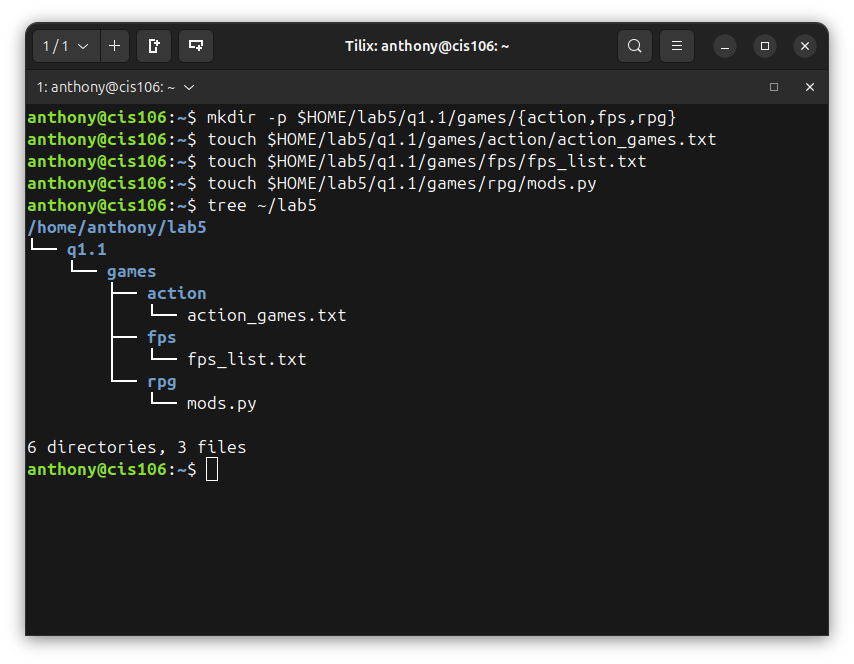 1 / 1
Tilix: anthony@cis106: ~
1: anthony@cis106: ~
anthony@cis106:~$ mkdir -p $HOME/lab5/q1.1/games/{action,fps,rpg}
anthony@cis106:~$ touch $HOME/lab5/q1.1/games/action/action_games.txt
anthony@cis106:~$ touch $HOME/lab5/q1.1/games/fps/fps_list.txt
anthony@cis106:~$ touch $HOME/lab5/q1.1/games/rpg/mods.py
anthony@cis106:~$ tree ~/lab5
/home/anthony/lab5
└── q1.1
    └── games
        ├── action
        │   └── action_games.txt
        ├── fps
        │   └── fps_list.txt
        └── rpg
            └── mods.py
6 directories, 3 files
anthony@cis106:~$